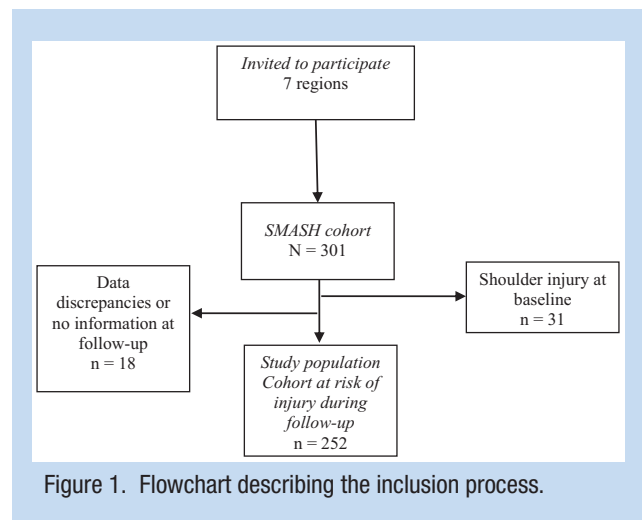 Invited to participate
7 regions
SMASH cohort
N = 301
Data
discrepancies or
no information at
follow-up
n = 18
Shoulder injury at
baseline
n = 31
Study population
Cohort at risk of
injury during
follow-up
n = 252
Figure 1. Flowchart describing the inclusion process.